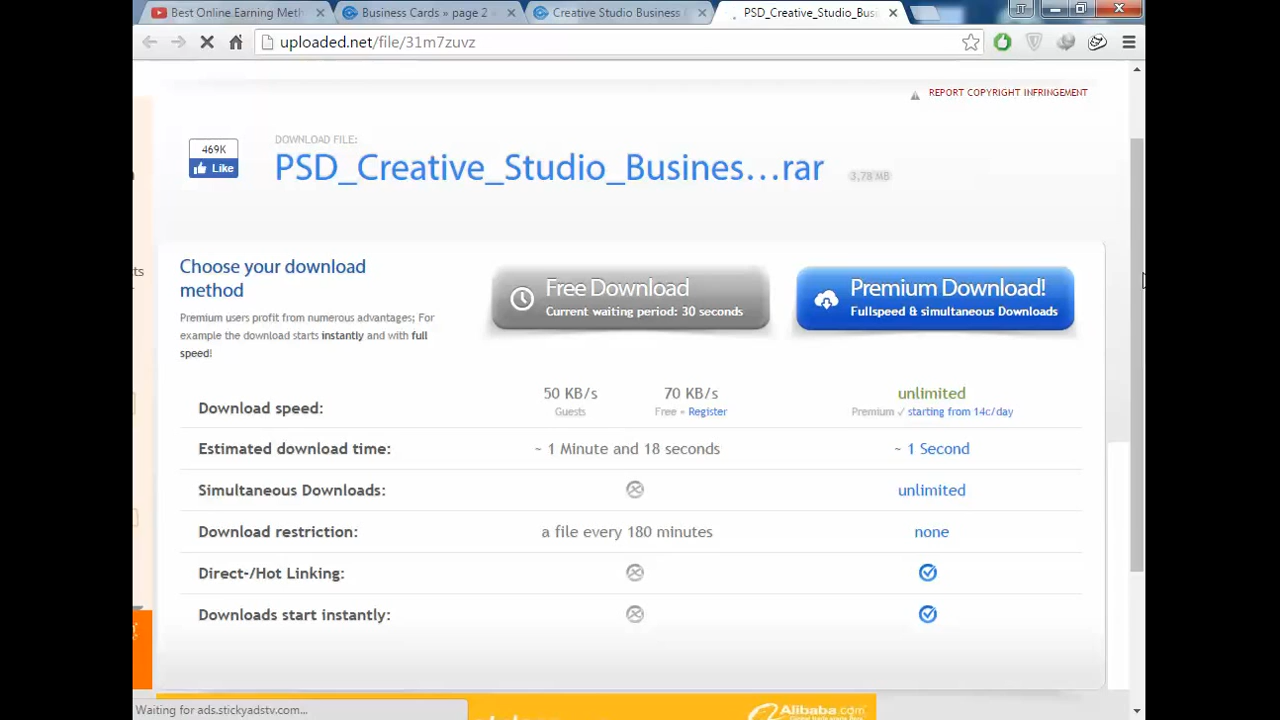 Best Online Earning Meth
Business Cards » page 2
Creative Studio Business
PSD_Creative_Studio_Bus
uploaded.net/file/31m7zuvz
REPORT COPYRIGHT INFRINGEMENT
469K
Like
DOWNLOAD FILE:
PSD_Creative_Studio_Busines...rar
3,78 MB
Choose your download
method
Premium users profit from numerous advantages; For
example the download starts instantly and with full
speed!
Free Download
Current waiting period: 30 seconds
Premium Download!
Fullspeed & simultaneous Downloads
Download speed:
50 KB/s
Guests
70 KB/s
Free + Register
unlimited
Premium ✓ starting from 14c/day
Estimated download time:
~ 1 Minute and 18 seconds
~ 1 Second
Simultaneous Downloads:
unlimited
Download restriction:
a file every 180 minutes
none
Direct-/Hot Linking:
Downloads start instantly:
Waiting for ads.stickyadstv.com...
Alibaba.com